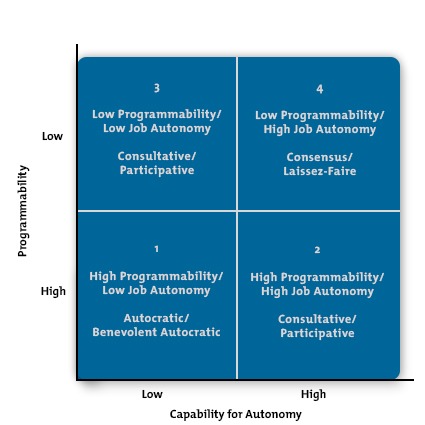 3
Low Programmability/
Low Job Autonomy
Consultative/
Participative
4
Low Programmability/
High Job Autonomy
Consensus/
Laissez-Faire
Low
Programmability
1
High Programmability/
Low Job Autonomy
Autocratic/
Benevolent Autocratic
2
High Programmability/
High Job Autonomy
Consultative/
Participative
High
Low
High
Capability for Autonomy